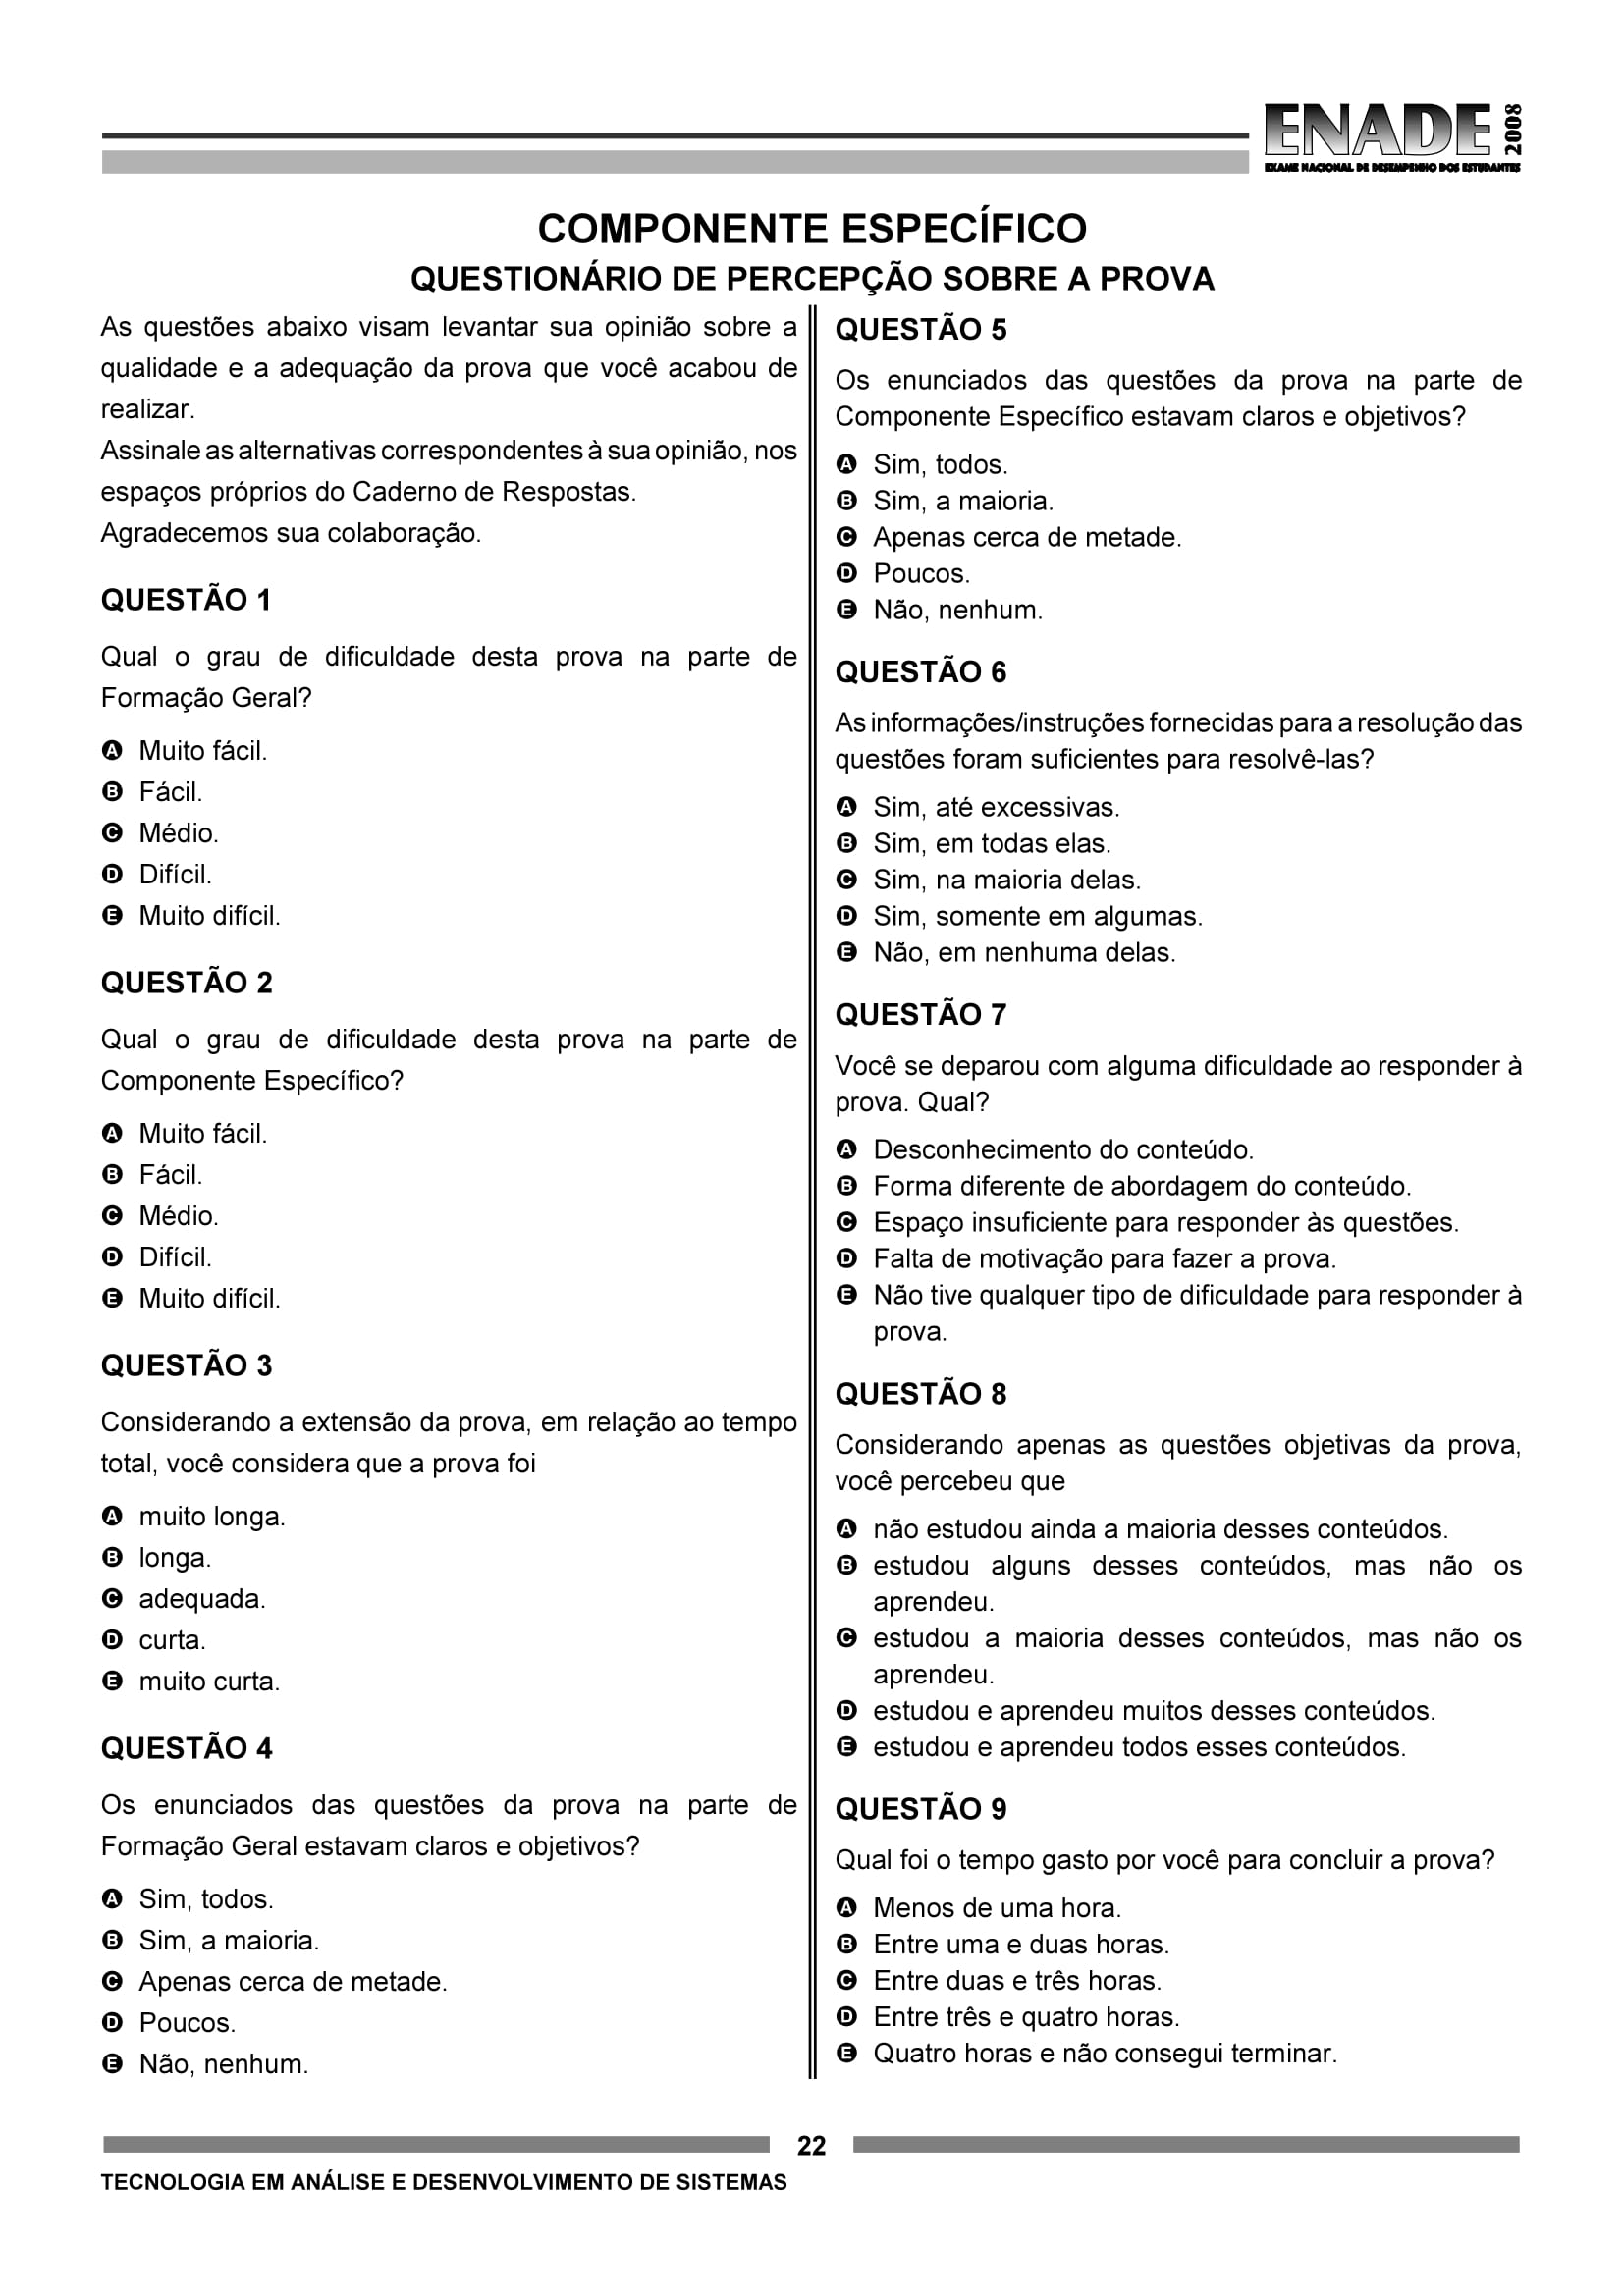 ENADE 2008
EXAME NACIONAL DE DESEMPENHO DOS ESTUDANTES
COMPONENTE ESPECÍFICO
QUESTIONÁRIO DE PERCEPÇÃO SOBRE A PROVA
As questões abaixo visam levantar sua opinião sobre a
qualidade e a adequação da prova que você acabou de
realizar.
Assinale as alternativas correspondentes à sua opinião, nos
espaços próprios do Caderno de Respostas.
Agradecemos sua colaboração.
QUESTÃO 1
Qual o grau de dificuldade desta prova na parte de
Formação Geral?
A Muito fácil.
B Fácil.
C Médio.
D Difícil.
E Muito difícil.
QUESTÃO 2
Qual o grau de dificuldade desta prova na parte de
Componente Específico?
A Muito fácil.
B Fácil.
C Médio.
D Difícil.
E Muito difícil.
QUESTÃO 3
Considerando a extensão da prova, em relação ao tempo
total, você considera que a prova foi
A muito longa.
B longa.
C adequada.
D curta.
E muito curta.
QUESTÃO 4
Os enunciados das questões da prova na parte de
Formação Geral estavam claros e objetivos?
A Sim, todos.
B Sim, a maioria.
C Apenas cerca de metade.
D Poucos.
E Não, nenhum.
QUESTÃO 5
Os enunciados das questões da prova na parte de
Componente Específico estavam claros e objetivos?
A Sim, todos.
B Sim, a maioria.
C Apenas cerca de metade.
D Poucos.
E Não, nenhum.
QUESTÃO 6
As informações/instruções fornecidas para a resolução das
questões foram suficientes para resolvê-las?
A Sim, até excessivas.
B Sim, em todas elas.
C Sim, na maioria delas.
D Sim, somente em algumas.
E Não, em nenhuma delas.
QUESTÃO 7
Você se deparou com alguma dificuldade ao responder à
prova. Qual?
A Desconhecimento do conteúdo.
B Forma diferente de abordagem do conteúdo.
C Espaço insuficiente para responder às questões.
D Falta de motivação para fazer a prova.
E Não tive qualquer tipo de dificuldade para responder à
prova.
QUESTÃO 8
Considerando apenas as questões objetivas da prova,
você percebeu que
A não estudou ainda a maioria desses conteúdos.
B estudou alguns desses conteúdos, mas não os
aprendeu.
C estudou a maioria desses conteúdos, mas não os
aprendeu.
D estudou e aprendeu muitos desses conteúdos.
E estudou e aprendeu todos esses conteúdos.
QUESTÃO 9
Qual foi o tempo gasto por você para concluir a prova?
A Menos de uma hora.
B Entre uma e duas horas.
C Entre duas e três horas.
D Entre três e quatro horas.
E Quatro horas e não consegui terminar.
22
TECNOLOGIA EM ANÁLISE E DESENVOLVIMENTO DE SISTEMAS